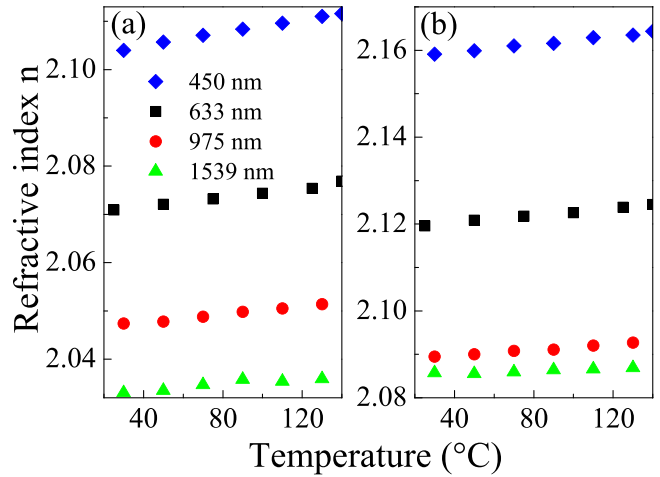 (a)
(b)
2.10
2.08
2.06
2.04
450 nm
633 nm
975 nm
1539 nm
2.16
2.14
2.12
2.10
2.08
40
80
120
40
80
120
Refractive index n
Temperature (°C)